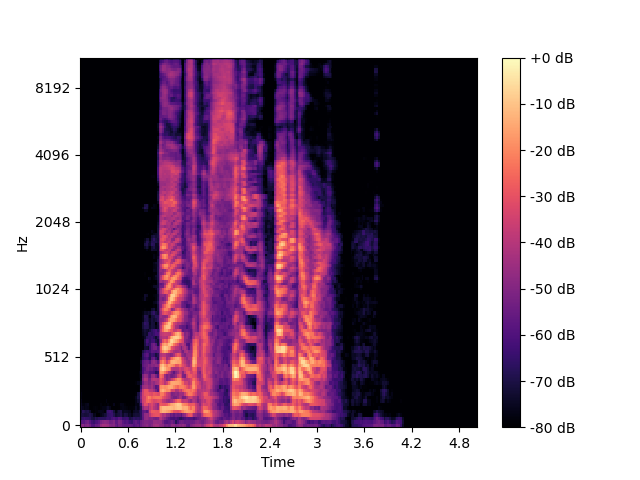 +0 dB
8192
-10 dB
4096
-20 dB
-30 dB
2048
Hz
-40 dB
1024
-50 dB
512
-60 dB
-70 dB
0
-80 dB
0 0.6 1.2 1.8 2.4 3 3.6 4.2 4.8
Time